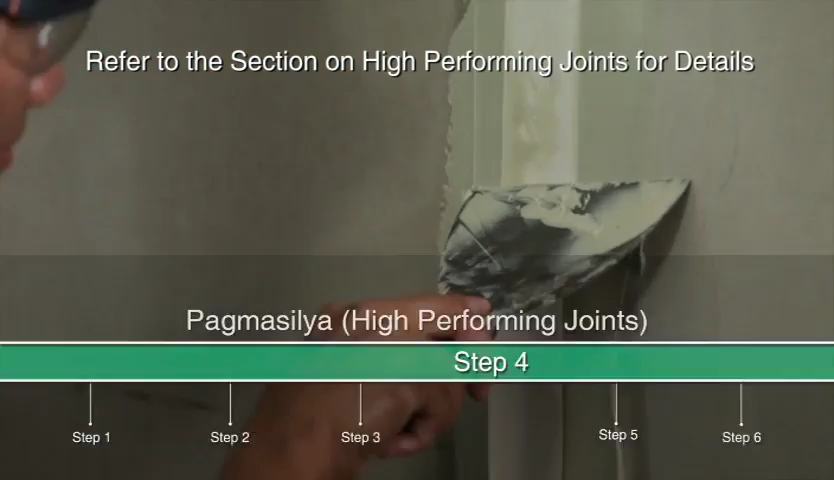 Refer to the Section on High Performing Joints for Details
Pagmasilya (High Performing Joints)
Step 4
Step 1
Step 2
Step 3
Step 5
Step 6